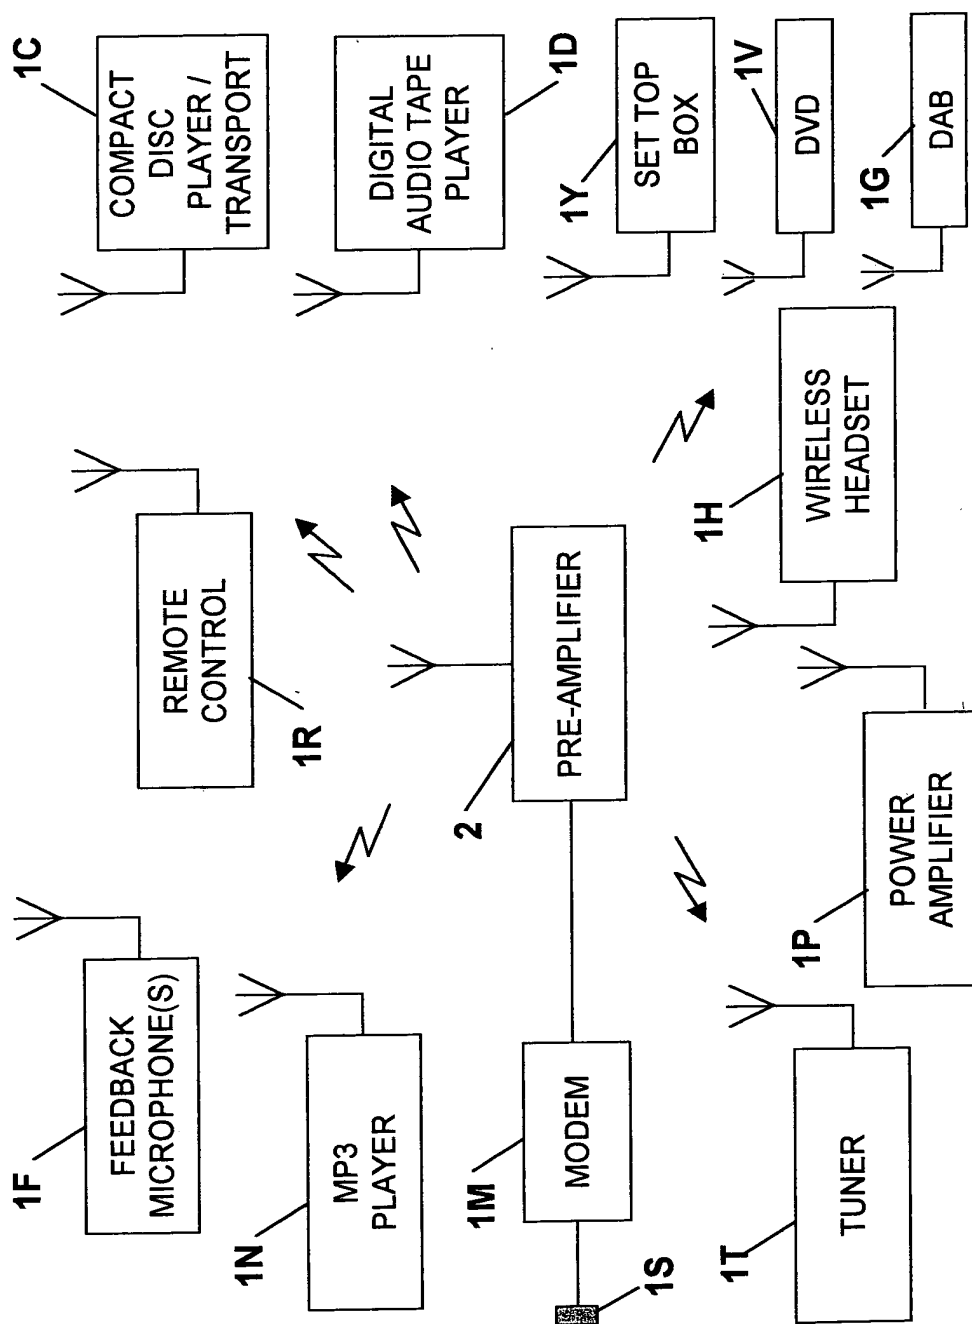 1F
FEEDBACK
MICROPHONE(S)
1R
REMOTE
CONTROL
1C
COMPACT
DISC
PLAYER /
TRANSPORT
1N
MP3
PLAYER
1D
DIGITAL
AUDIO TAPE
PLAYER
1M
MODEM
2
PRE-AMPLIFIER
1Y
SET TOP
BOX
1S
1V
DVD
1T
TUNER
1P
POWER
AMPLIFIER
1H
WIRELESS
HEADSET
1G
DAB